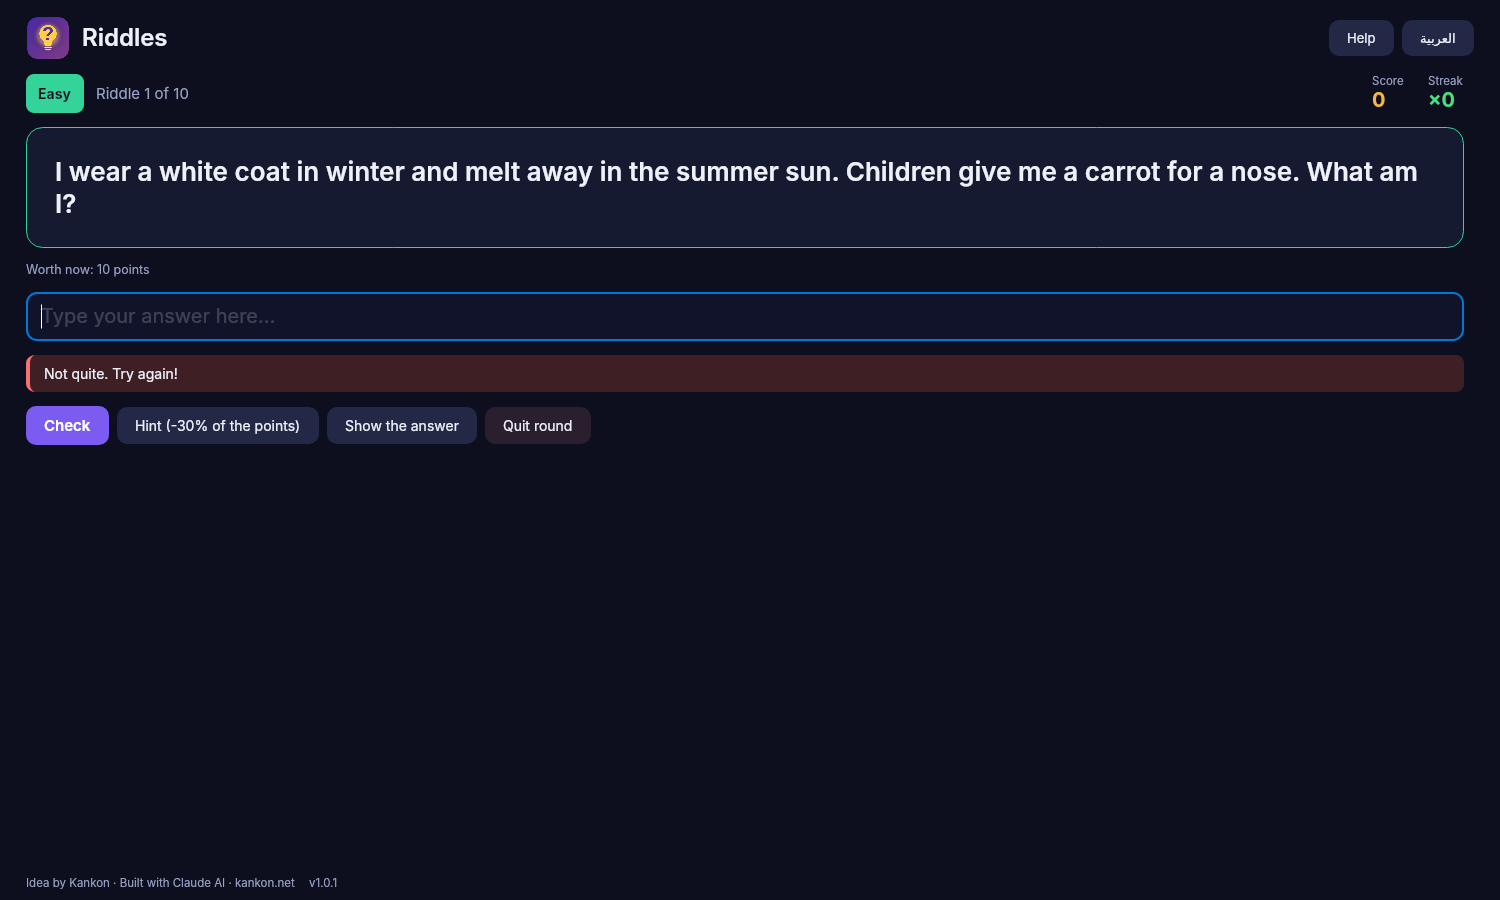 Riddles
Help
العربية
Easy
Riddle 1 of 10
Score
0
Streak
×0
I wear a white coat in winter and melt away in the summer sun. Children give me a carrot for a nose. What am
I?
Worth now: 10 points
Type your answer here...
Not quite. Try again!
Check
Hint (-30% of the points)
Show the answer
Quit round
Idea by Kankon · Built with Claude AI · kankon.net v1.0.1